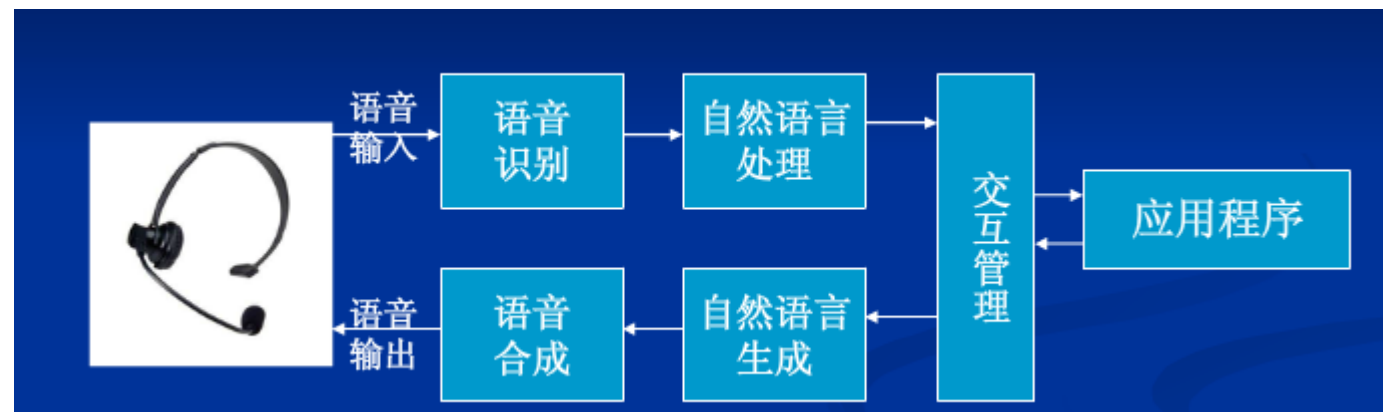 语音
输入
语音
识别
自然语言
处理
交
互
管
理
应用程序
语音
输出
语音
合成
自然语言
生成